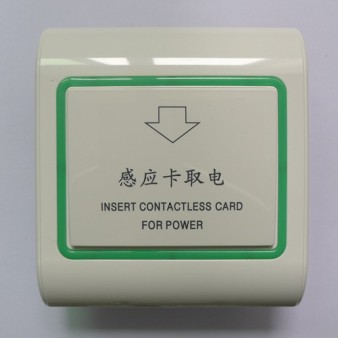 感应卡取电
INSERT CONTACTLESS CARD
FOR POWER